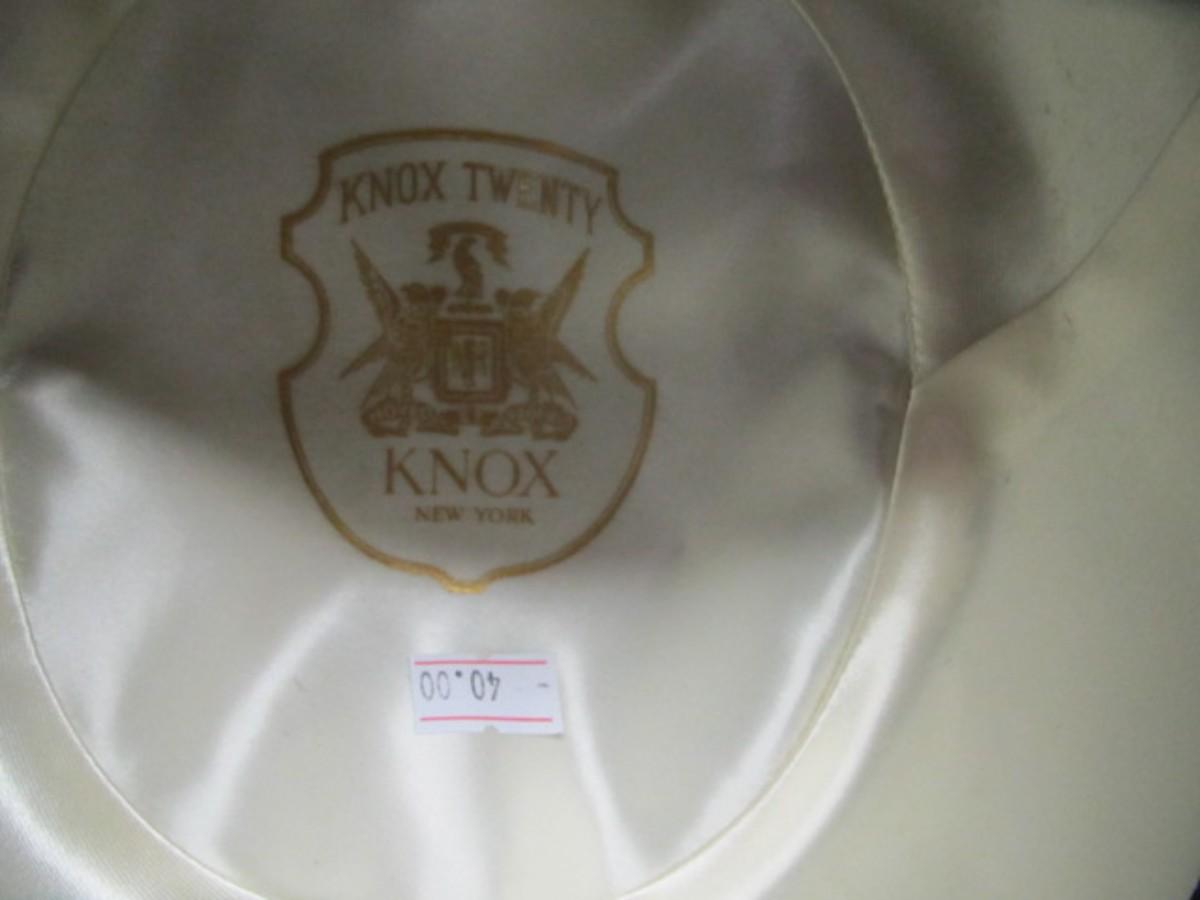 KNOX TWENTY
KNOX
NEW YORK
- 40.00